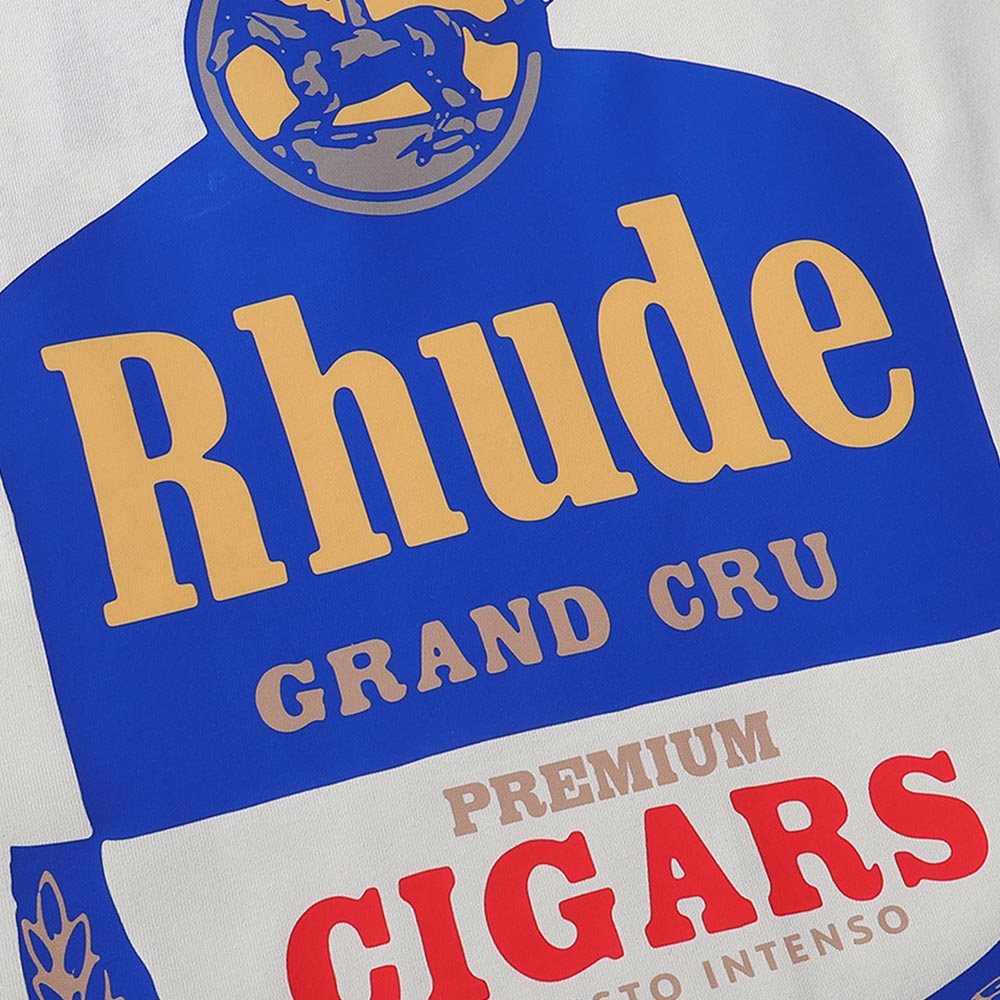 Rhude
GRAND CRU
PREMIUM
CIGARS
INTENSO